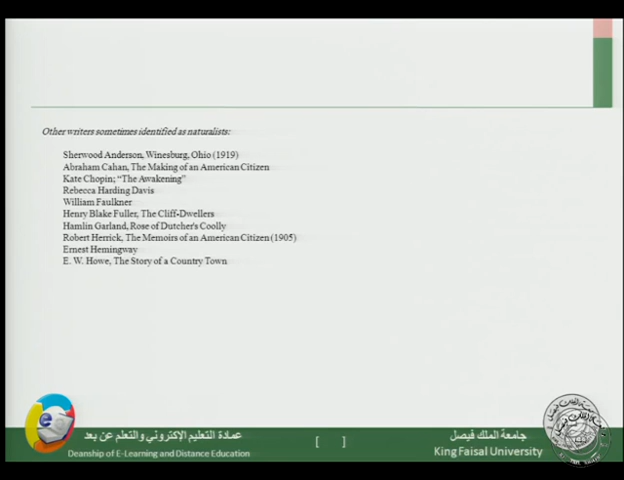 Other writers sometimes identified as naturalists:
Sherwood Anderson, Winesburg, Ohio (1919)
Abraham Cahan, The Making of an American Citizen
Kate Chopin; “The Awakening”
Rebecca Harding Davis
William Faulkner
Henry Blake Fuller, The Cliff-Dwellers
Hamlin Garland, Rose of Dutcher's Coolly
Robert Herrick, The Memoirs of an American Citizen (1905)
Ernest Hemingway
E. W. Howe, The Story of a Country Town
عمادة التعليم الإكتروني والتعلم عن بعد
[ ]
جامعة الملك فيصل
Deanship of E-Learning and Distance Education
King Faisal University